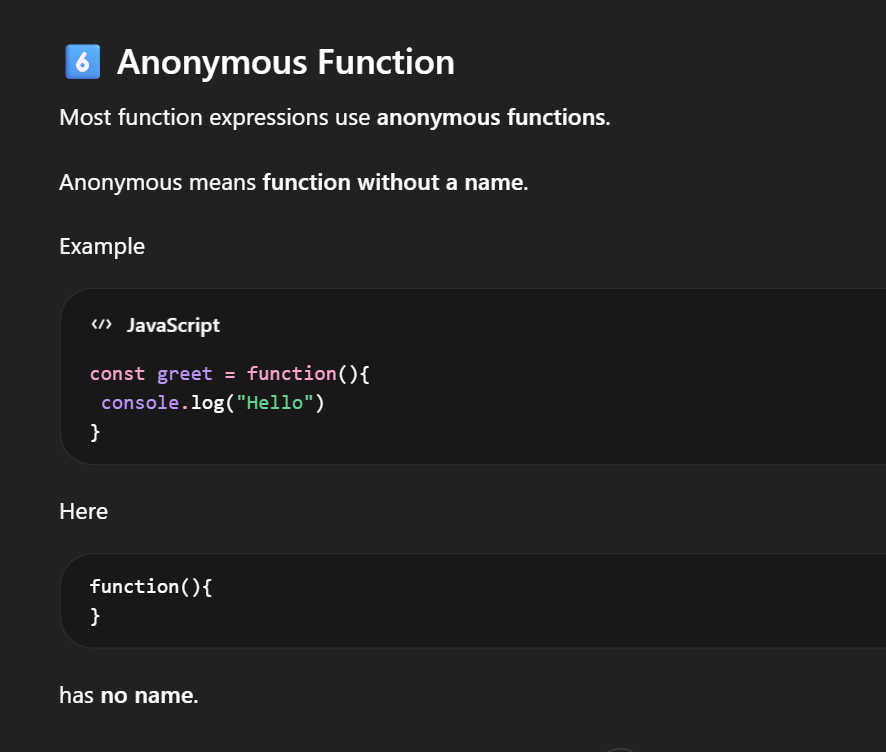 6 Anonymous Function
Most function expressions use anonymous functions.
Anonymous means function without a name.
Example
</> JavaScript
const greet = function(){
 console.log("Hello")
}
Here
function(){
}
has no name.